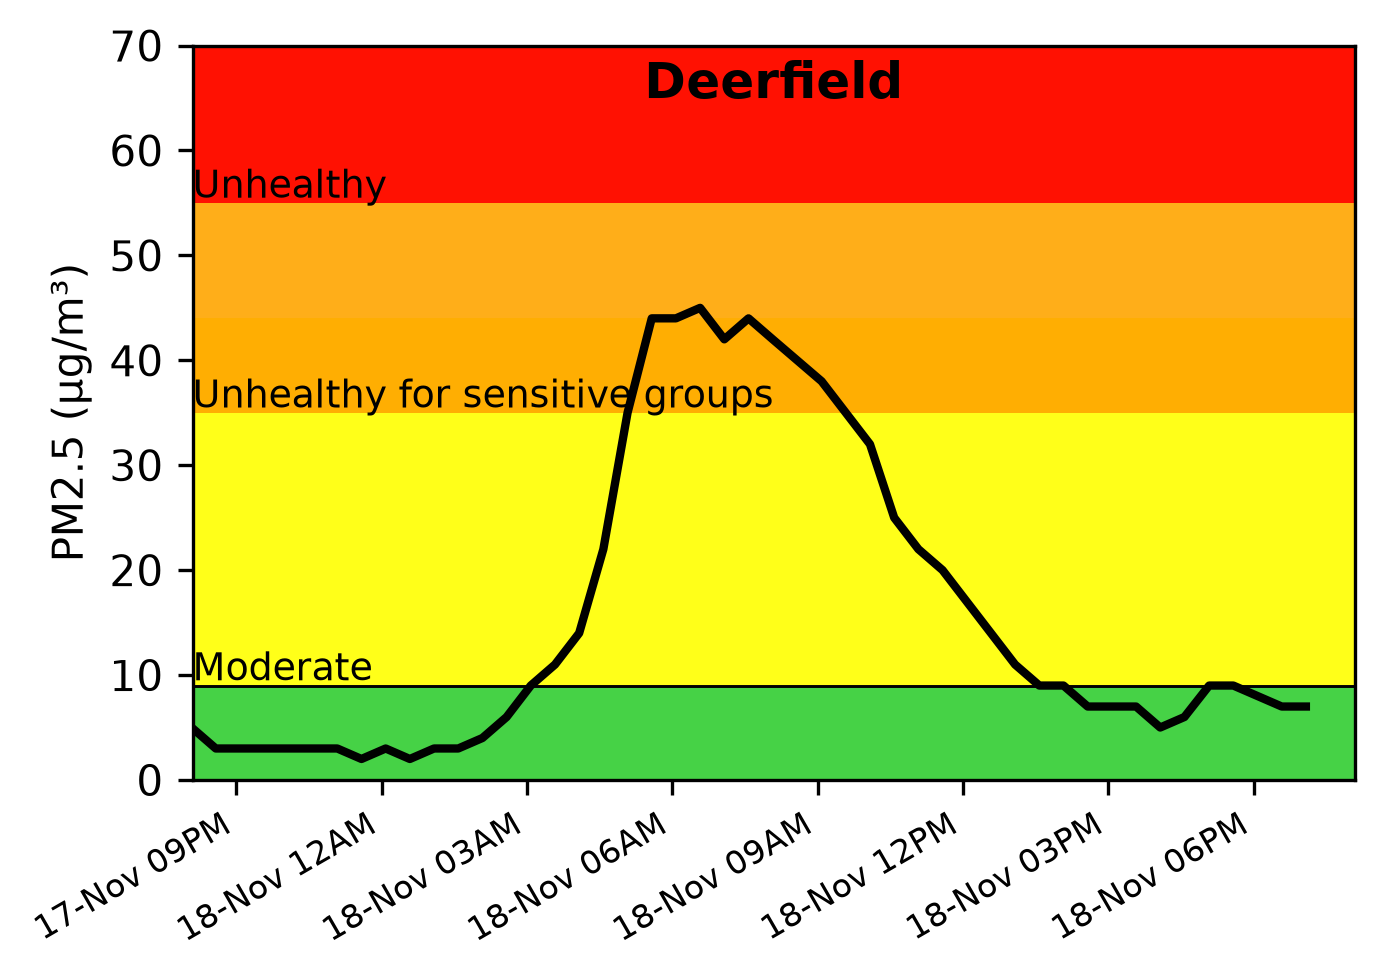 Deerfield
70
60
Unhealthy
50
40
Unhealthy for sensitive groups
30
20
Moderate
10
0
PM2.5 (µg/m³)
17-Nov 09PM
18-Nov 12AM
18-Nov 03AM
18-Nov 06AM
18-Nov 09AM
18-Nov 12PM
18-Nov 03PM
18-Nov 06PM